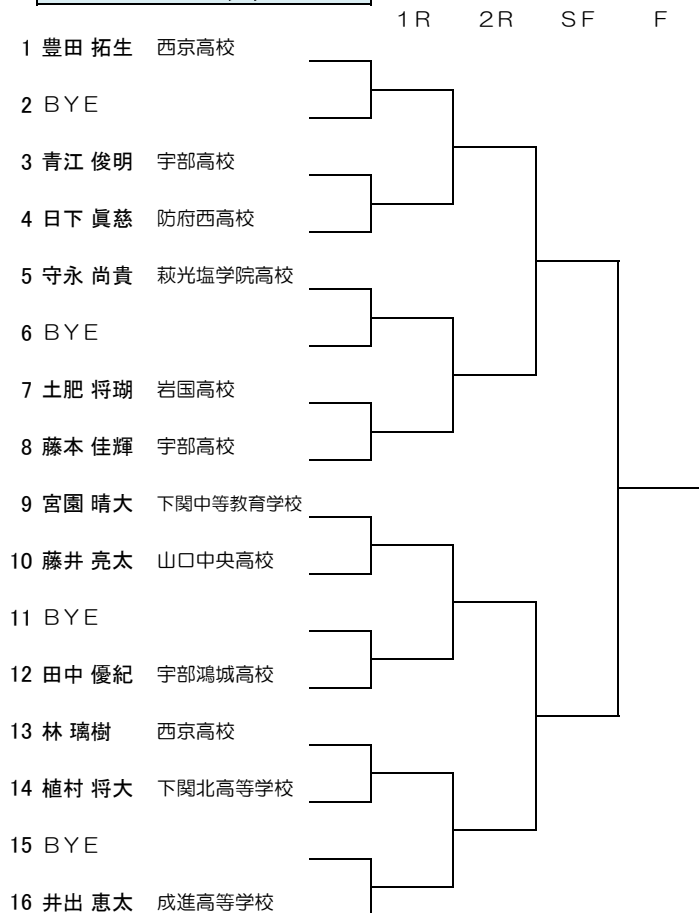 1R 2R SF F
1 豊田 拓生 西京高校
2 BYE
3 青江 俊明 宇部高校
4 日下 眞慈 防府西高校
5 守永 尚貴 萩光塩学院高校
6 BYE
7 土肥 将瑚 岩国高校
8 藤本 佳輝 宇部高校
9 宮園 晴大 下関中等教育学校
10 藤井 亮太 山口中央高校
11 BYE
12 田中 優紀 宇部鴻城高校
13 林 璃樹 西京高校
14 植村 将大 下関北高等学校
15 BYE
16 井出 恵太 成進高等学校